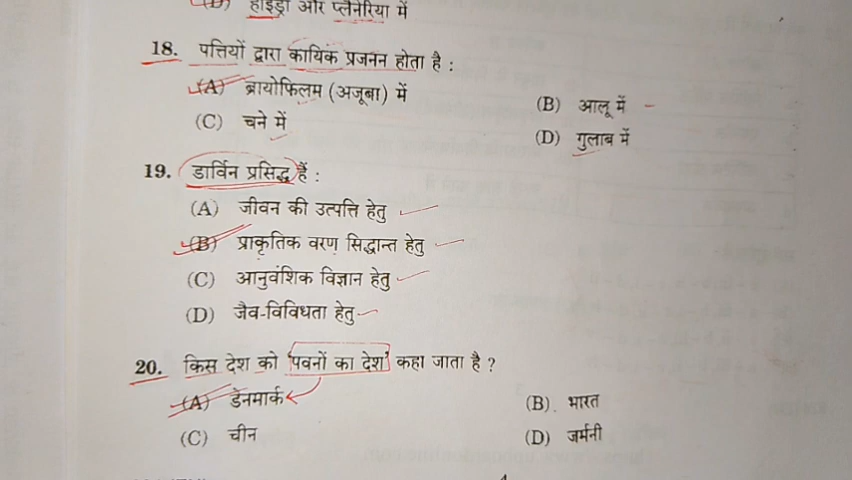 (D) हाइड्रा और प्लैनेरिया में
18. पत्तियों द्वारा कायिक प्रजनन होता है :
(A) ब्रायोफिलम (अजूबा) में
(B) आलू में
(C) चने में
(D) गुलाब में
19. डार्विन प्रसिद्ध हैं :
(A) जीवन की उत्पत्ति हेतु
(B) प्राकृतिक वरण सिद्धान्त हेतु
(C) आनुवंशिक विज्ञान हेतु
(D) जैव-विविधता हेतु
20. किस देश को 'पवनों का देश' कहा जाता है ?
(A) डेनमार्क
(B) भारत
(C) चीन
(D) जर्मनी